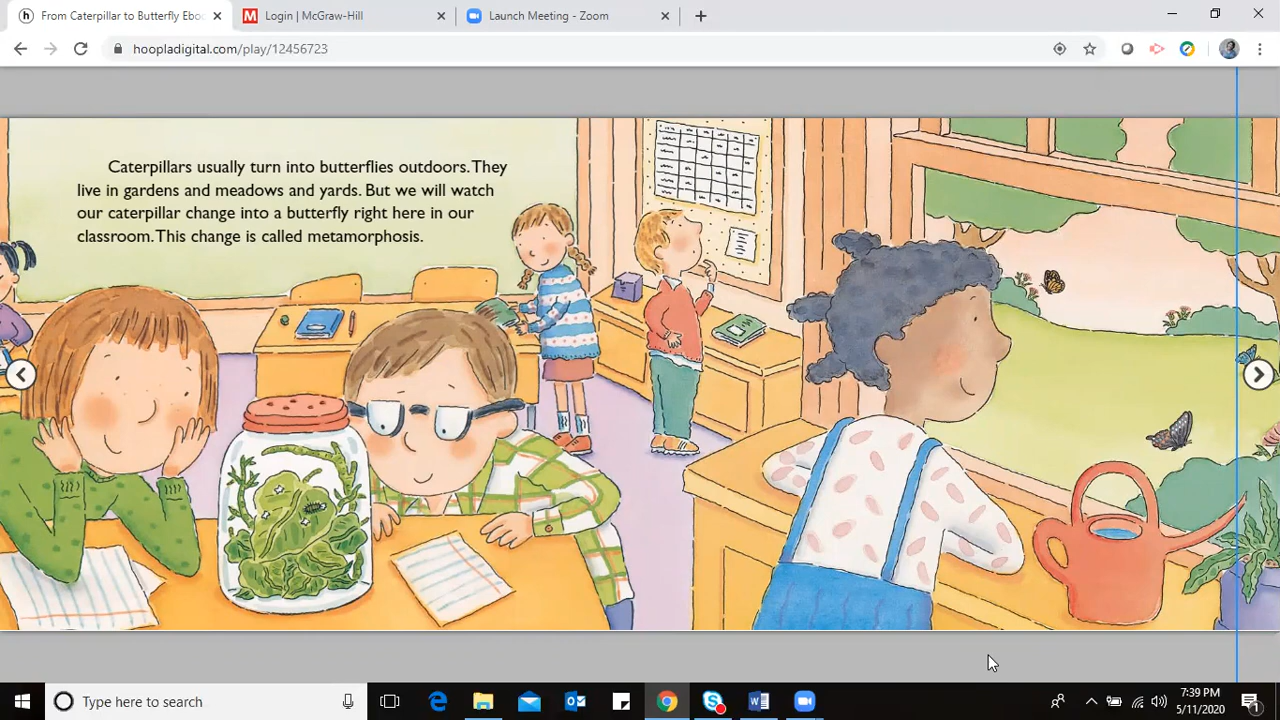 From Caterpillar to Butterfly Eboo
Login | McGraw-Hill
Launch Meeting - Zoom
hoopladigital.com/play/12456723
Caterpillars usually turn into butterflies outdoors. They
live in gardens and meadows and yards. But we will watch
our caterpillar change into a butterfly right here in our
classroom. This change is called metamorphosis.
Type here to search
7:39 PM
5/11/2020